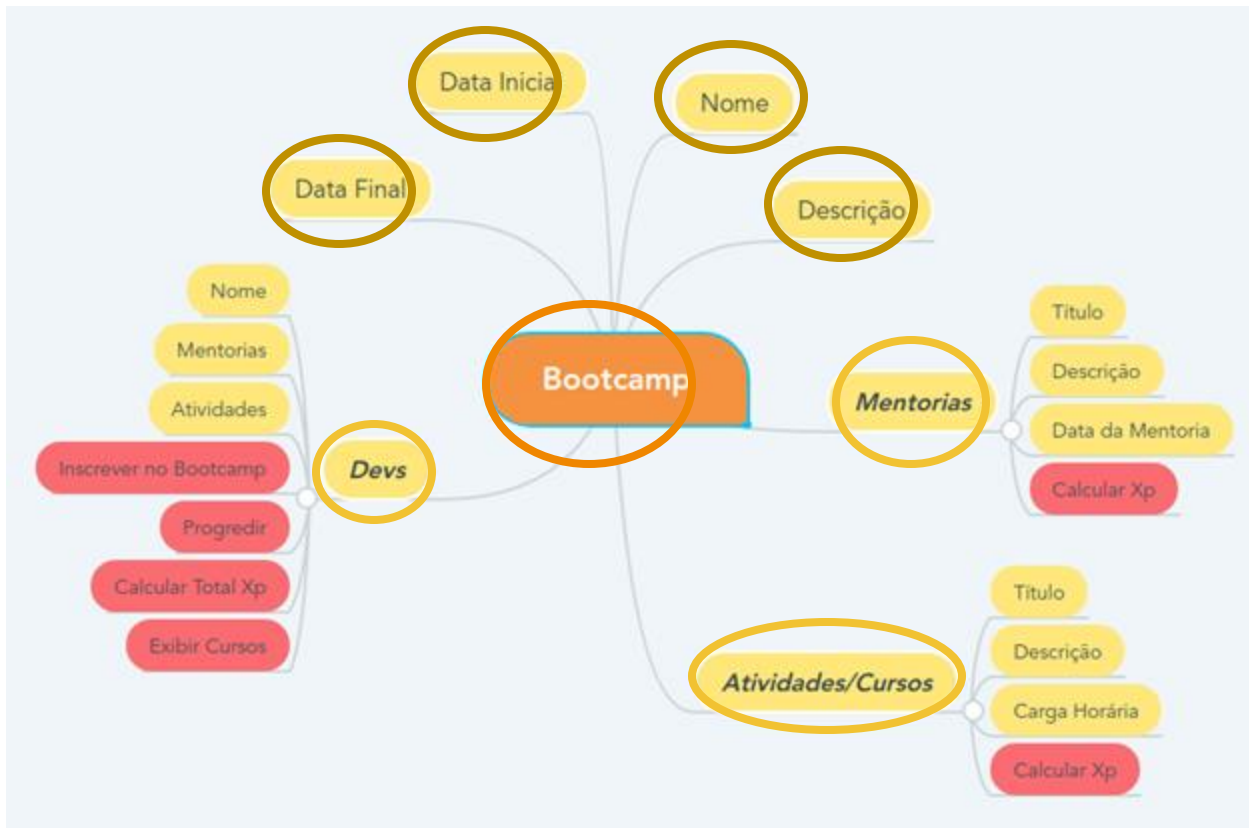 Data Inicial
Nome
Data Final
Descrição
Bootcamp
Nome
Mentorias
Atividades
Inscrever no Bootcamp
Progredir
Calcular Total Xp
Exibir Cursos
Devs
Mentorias
Título
Descrição
Data da Mentoria
Calcular Xp
Atividades/Cursos
Título
Descrição
Carga Horária
Calcular Xp